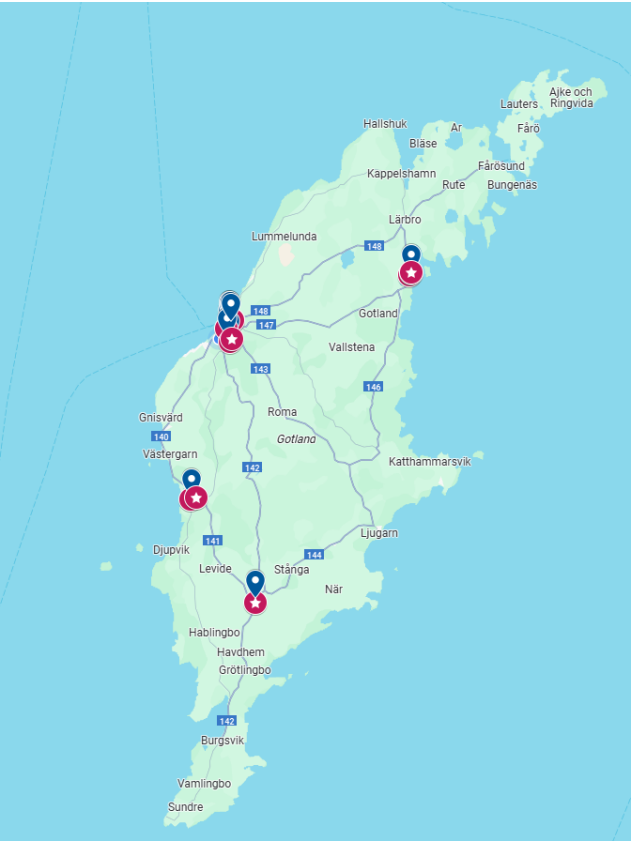 Ajke och
Ringvida
Lauters
Fårö
Hallshuk
Ar
Bläse
Fårösund
Kappelshamn
Rute
Bungenäs
Lärbro
Lummelunda
148
148
Gotland
147
Vallstena
143
146
Roma
Gnisvärd
140
Gotland
Västergarn
142
Katthammarsvik
Ljugarn
141
Djupvik
144
Levide
Stånga
När
Hablingbo
Havdhem
Grötlingbo
142
Burgsvik
Vamlingbo
Sundre